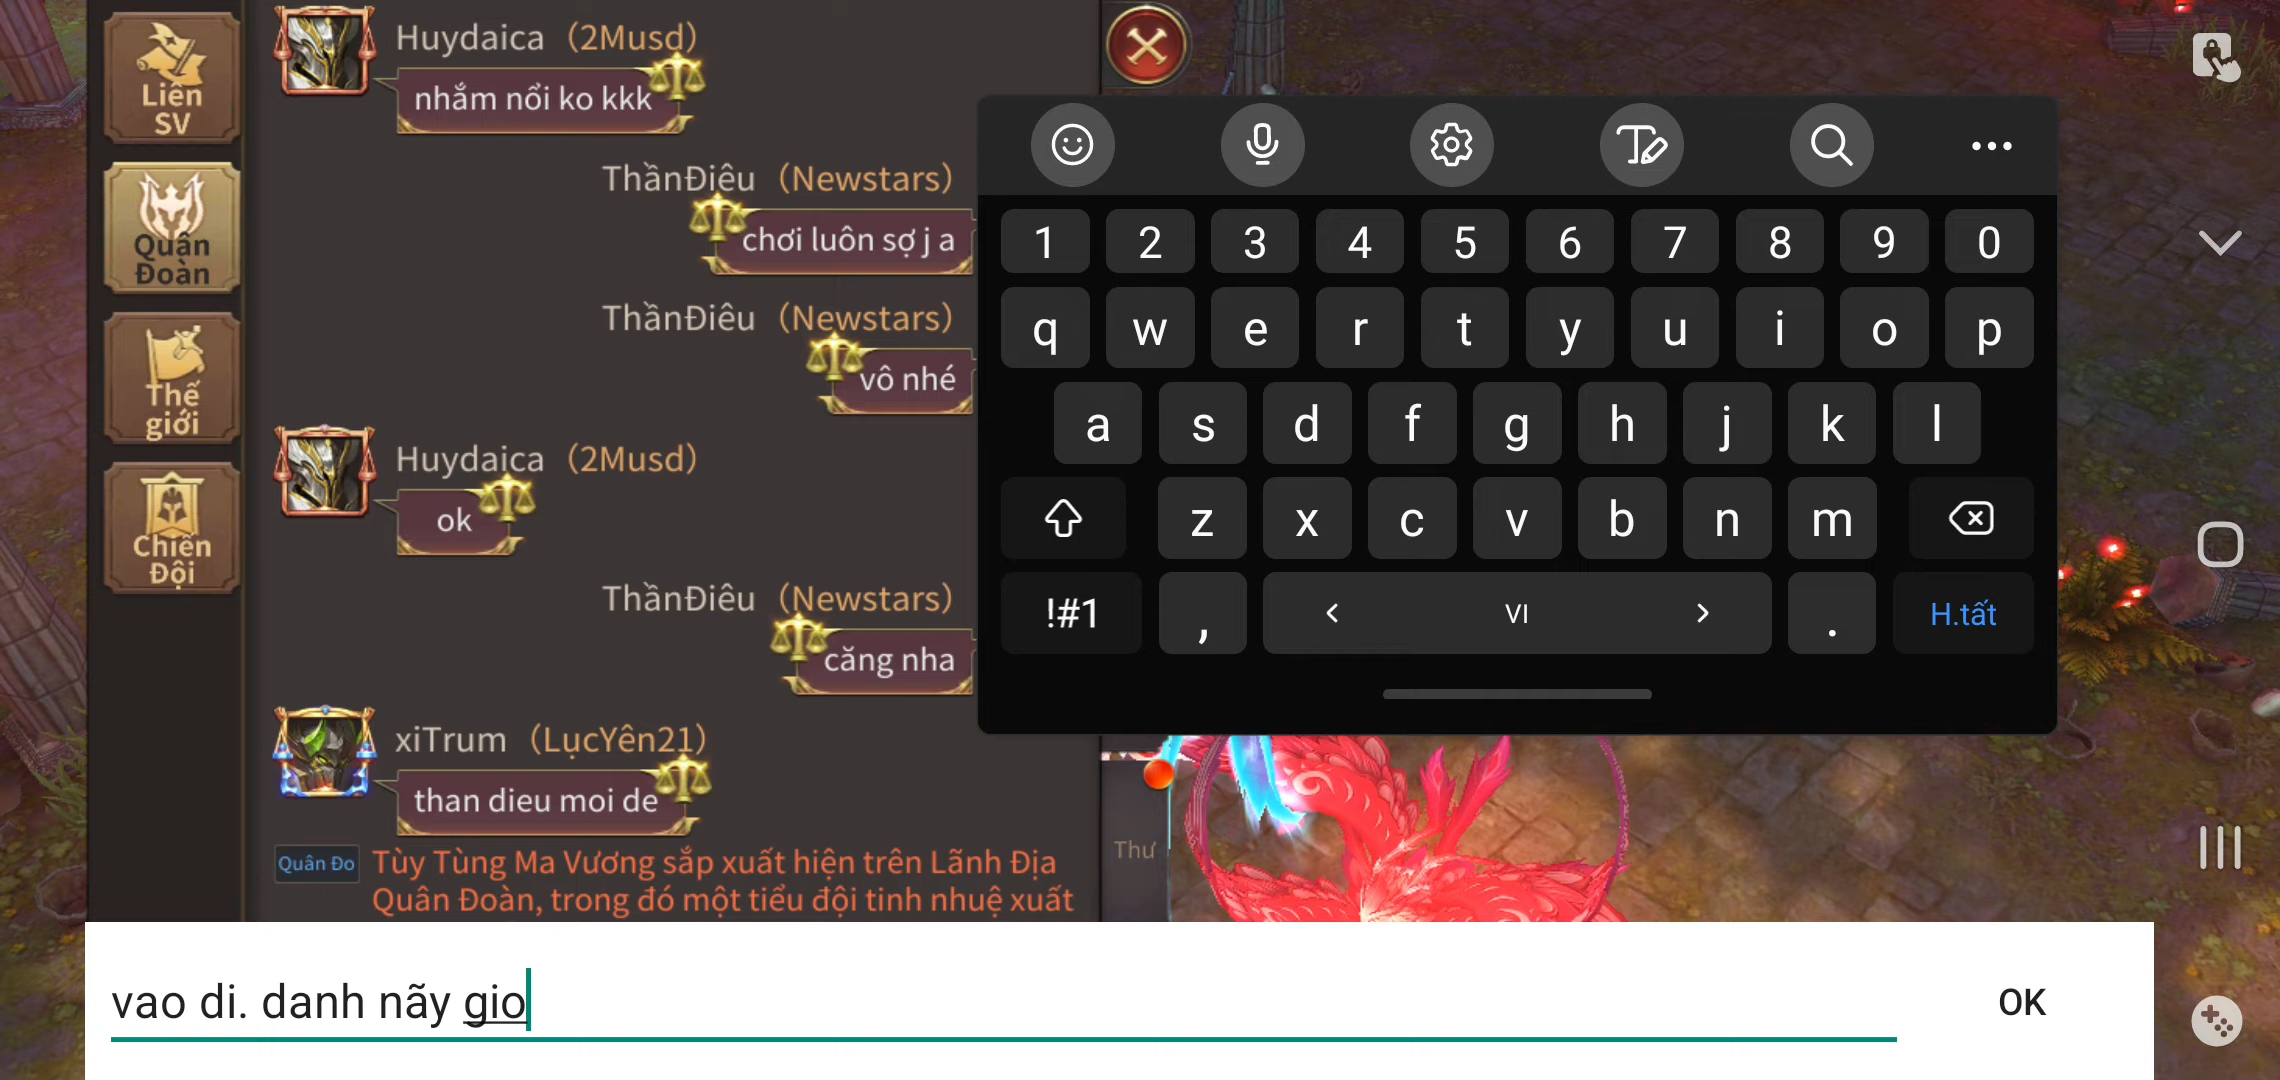 Liên
SV
Quân
Đoàn
Thế
giới
Chiến
Đội
Huydaica（2Musd）
nhắm nổi ko kkk
ThầnĐiêu（Newstars）
chơi luôn sợ j a
ThầnĐiêu（Newstars）
vô nhé
Huydaica（2Musd）
ok
ThầnĐiêu（Newstars）
căng nha
xiTrum（LụcYên21）
than dieu moi de
Quân Đo Tùy Tùng Ma Vương sắp xuất hiện trên Lãnh Địa
Quân Đoàn, trong đó một tiểu đội tinh nhuệ xuất
Thư
1 2 3 4 5 6 7 8 9 0
q w e r t y u i o p
a s d f g h j k l
z x c v b n m
!#1 , < VI > . H.tất
vao di. danh nãy gio
OK